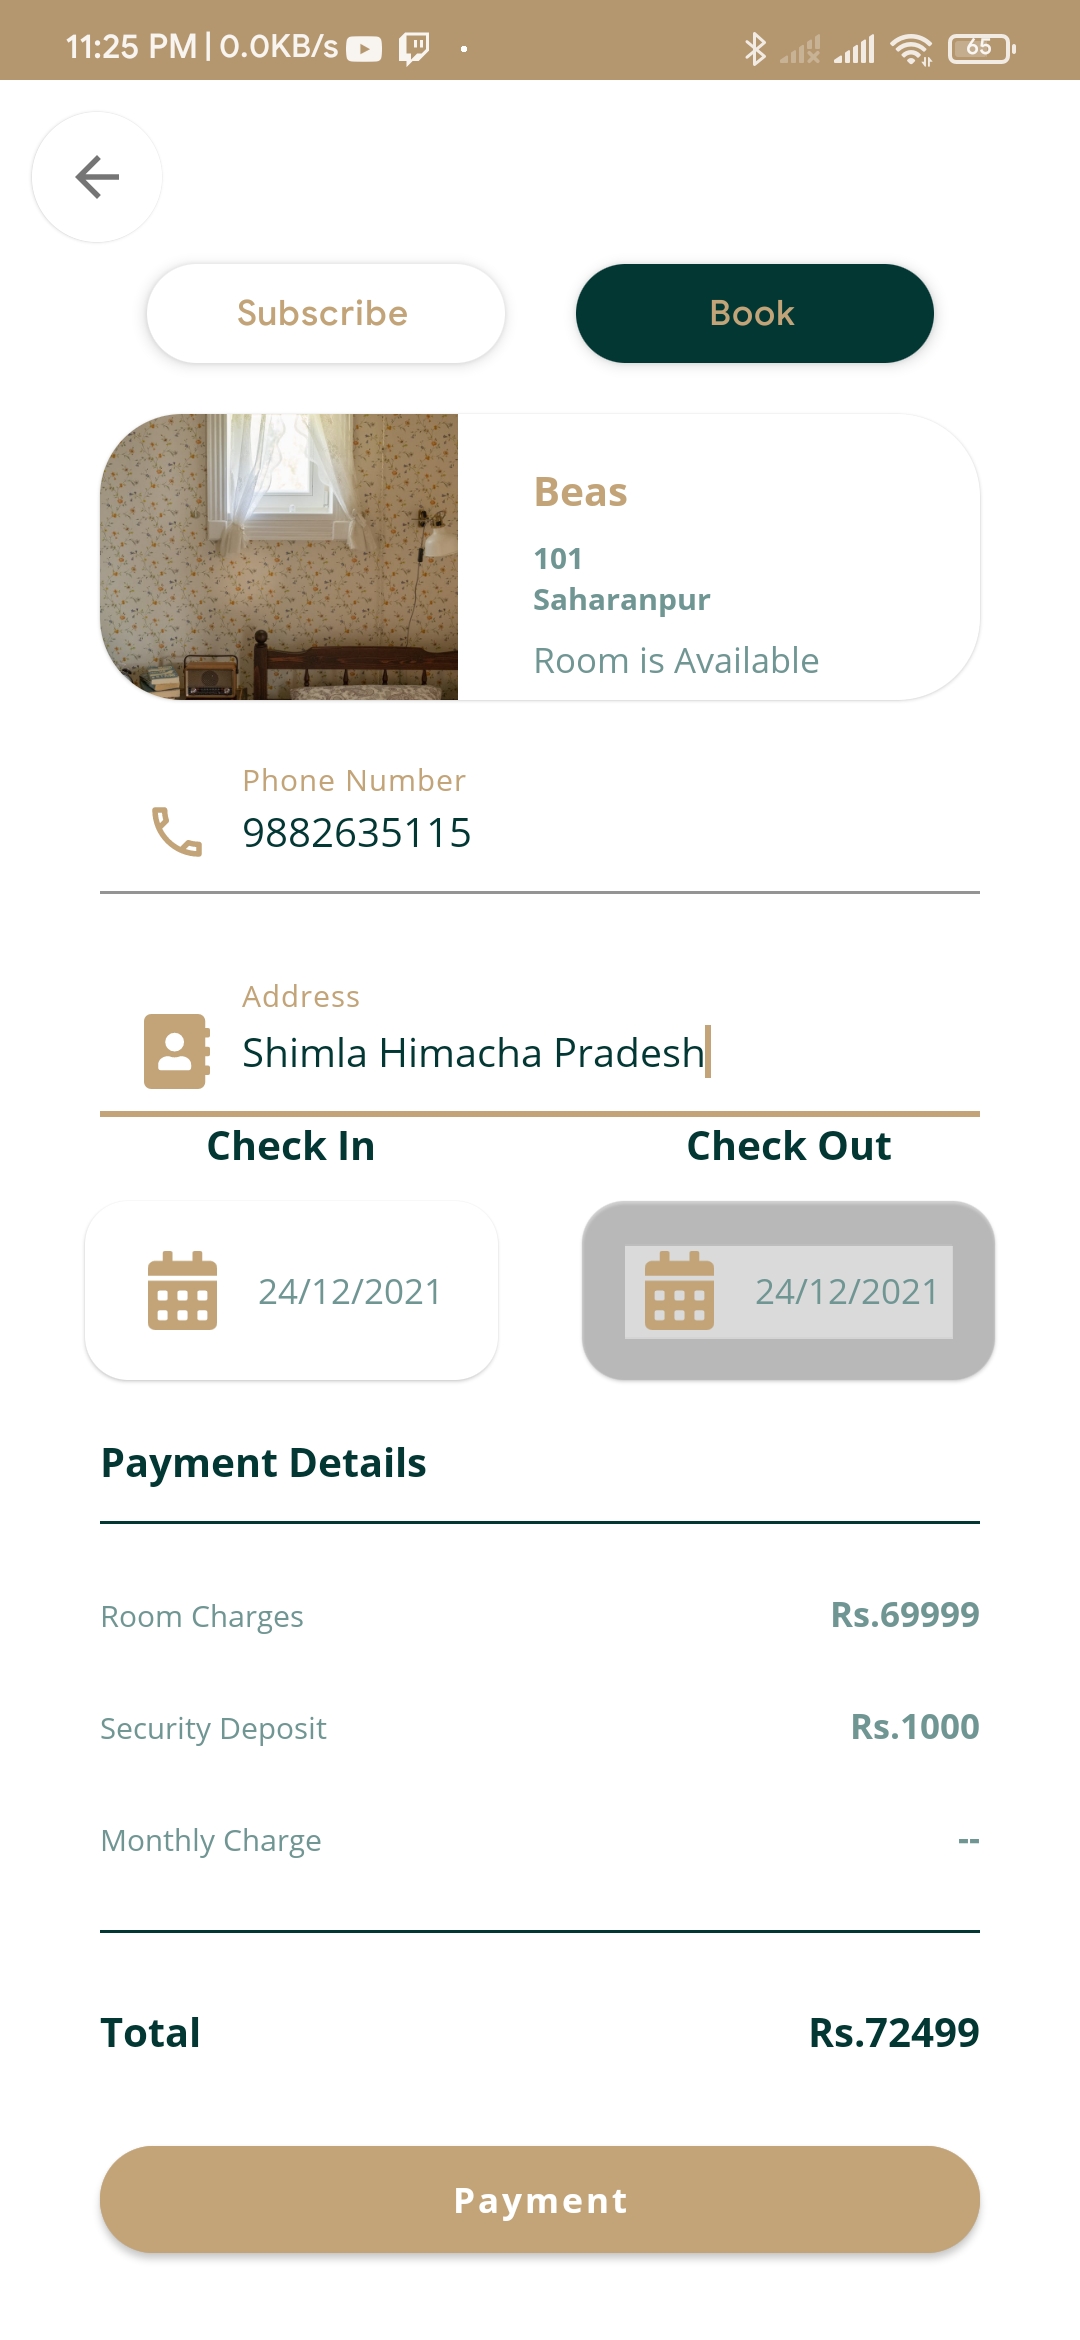 11:25 PM | 0.0KB/s
65
Subscribe
Book
Beas
101
Saharanpur
Room is Available
Phone Number
9882635115
Address
Shimla Himacha Pradesh
Check In
Check Out
24/12/2021
24/12/2021
Payment Details
Room Charges
Rs.69999
Security Deposit
Rs.1000
Monthly Charge
--
Total
Rs.72499
Payment